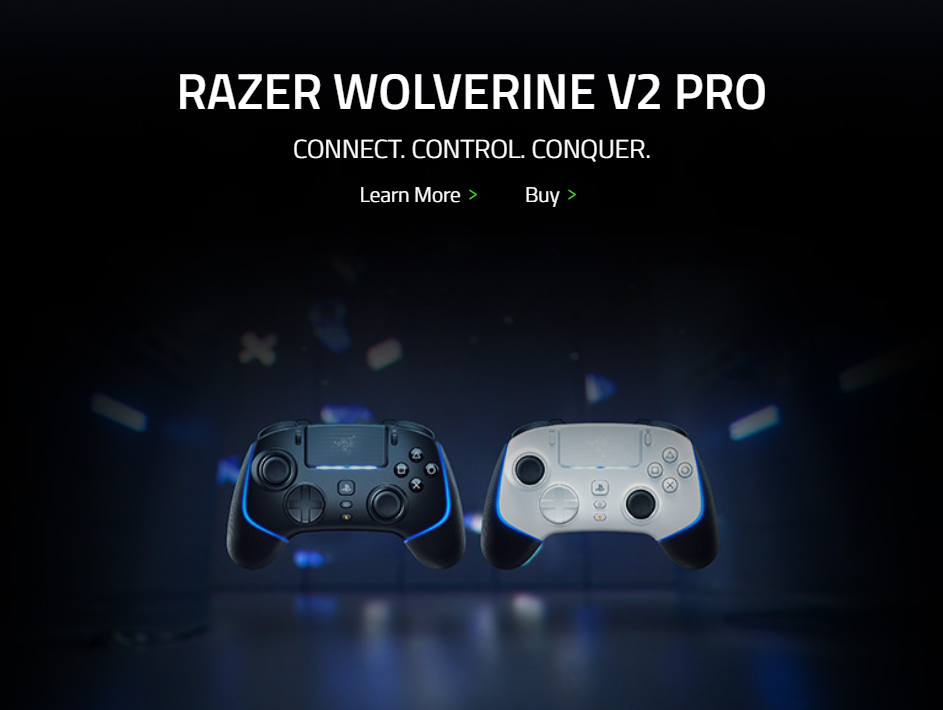 RAZER WOLVERINE V2 PRO
CONNECT. CONTROL. CONQUER.
Learn More >
Buy >